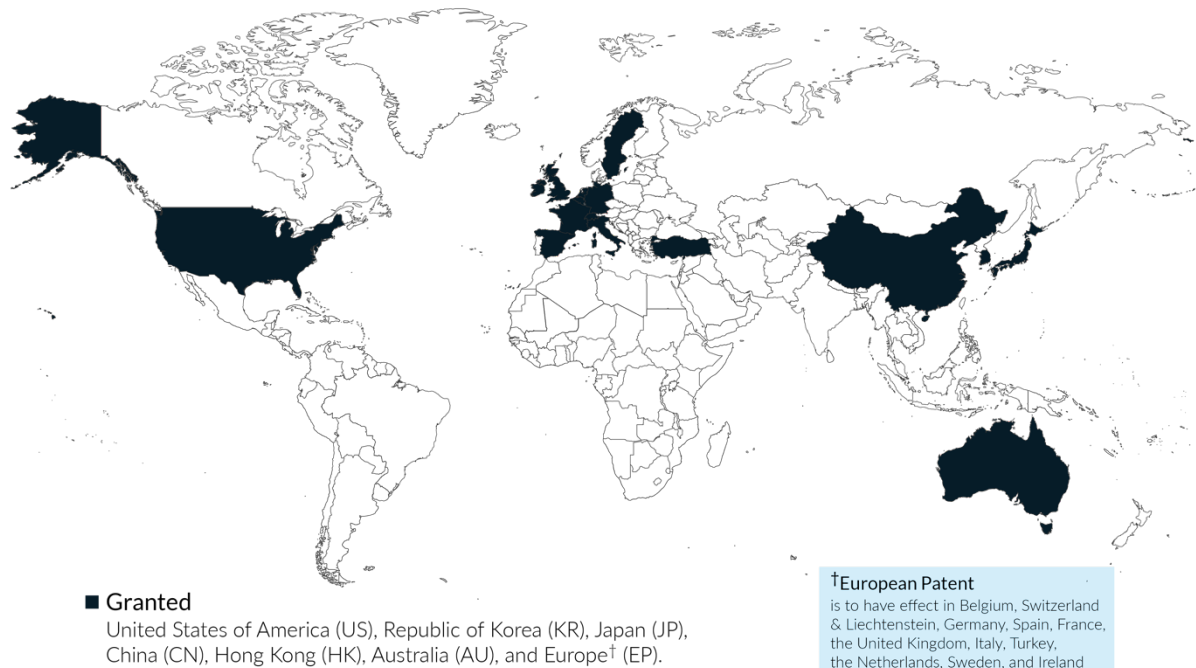 Granted
United States of America (US), Republic of Korea (KR), Japan (JP),
China (CN), Hong Kong (HK), Australia (AU), and Europe† (EP).
†European Patent
is to have effect in Belgium, Switzerland
& Liechtenstein, Germany, Spain, France,
the United Kingdom, Italy, Turkey,
the Netherlands, Sweden, and Ireland